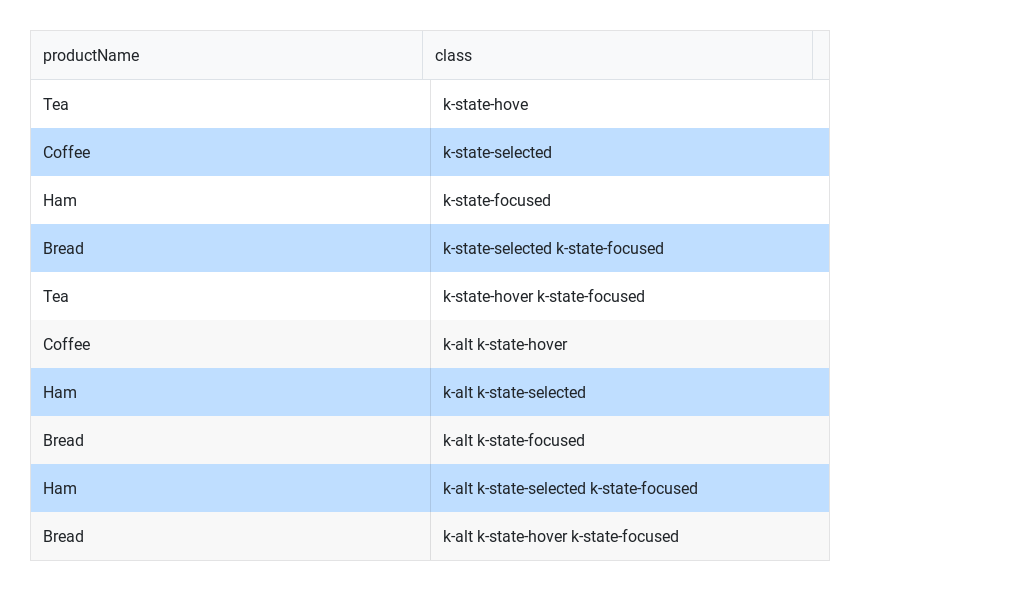 productName class
Tea k-state-hove
Coffee k-state-selected
Ham k-state-focused
Bread k-state-selected k-state-focused
Tea k-state-hover k-state-focused
Coffee k-alt k-state-hover
Ham k-alt k-state-selected
Bread k-alt k-state-focused
Ham k-alt k-state-selected k-state-focused
Bread k-alt k-state-hover k-state-focused